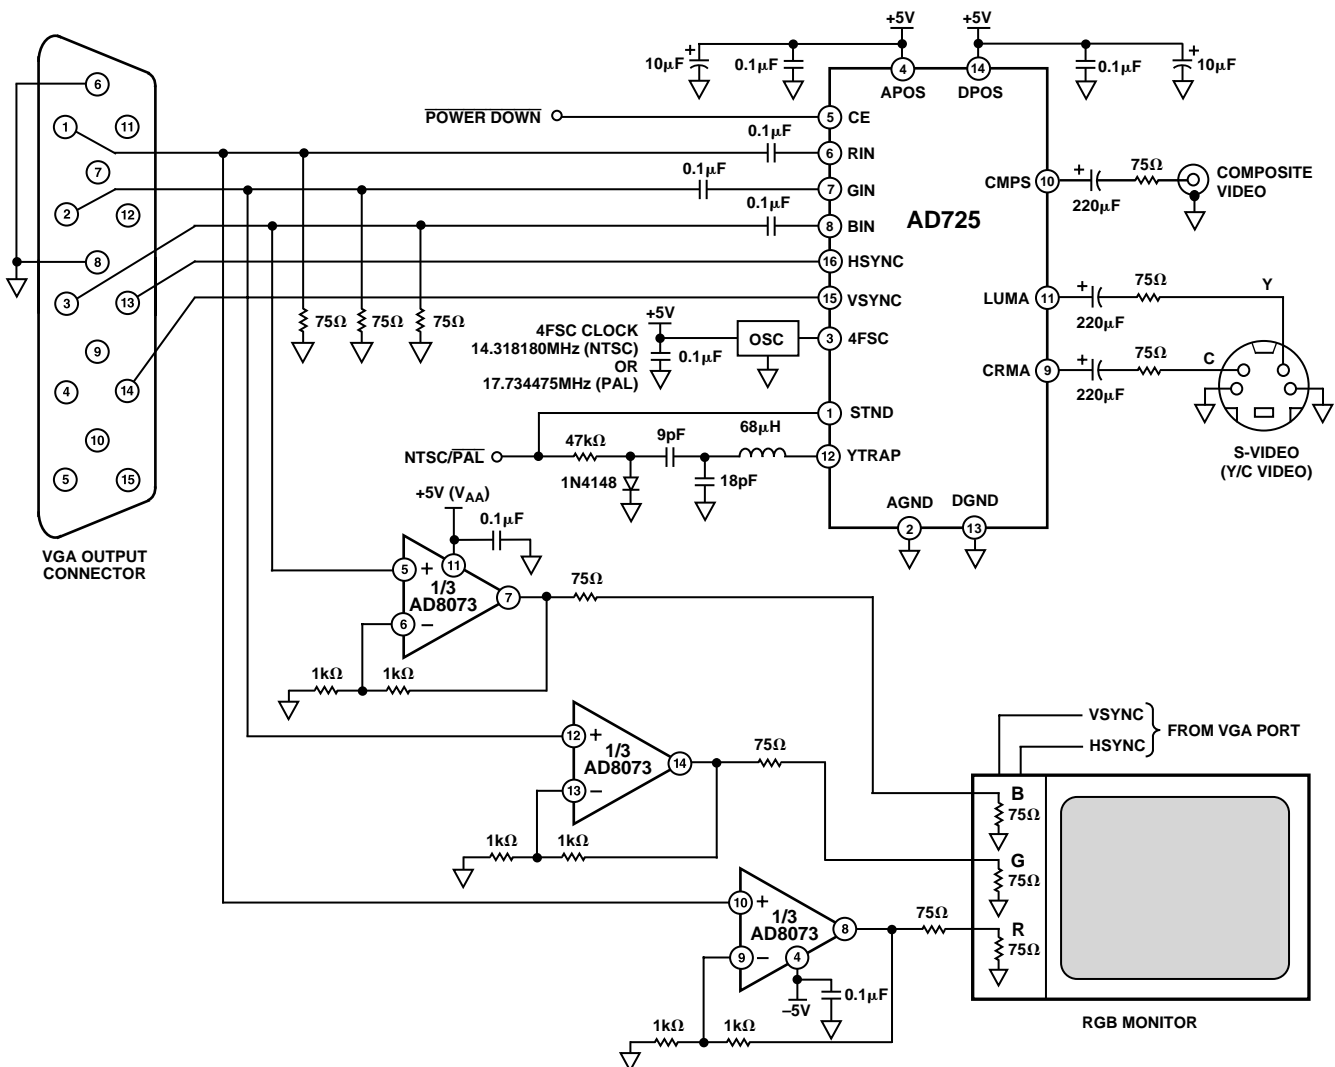 +5V
+5V
10µF
+
0.1µF
4
APOS
14
DPOS
0.1µF
+
10µF
6
1
11
7
2
12
8
3
13
9
4
14
10
5
15
VGA OUTPUT
CONNECTOR
POWER DOWN
5
CE
0.1µF
6
RIN
0.1µF
7
GIN
0.1µF
8
BIN
16
HSYNC
15
VSYNC
AD725
75Ω
75Ω
75Ω
4FSC CLOCK
14.318180MHz (NTSC)
OR
17.734475MHz (PAL)
+5V
0.1µF
OSC
3
4FSC
1
STND
NTSC/PAL
47kΩ
9pF
68µH
12
YTRAP
1N4148
18pF
AGND
2
DGND
13
CMPS
10
+
220µF
75Ω
COMPOSITE
VIDEO
LUMA
11
+
220µF
75Ω
Y
CRMA
9
+
220µF
75Ω
C
S-VIDEO
(Y/C VIDEO)
+5V (VAA)
0.1µF
5
+
11
1/3
AD8073
7
6
–
75Ω
1kΩ
1kΩ
12
+
1/3
AD8073
14
13
–
75Ω
1kΩ
1kΩ
10
+
1/3
AD8073
8
9
–
4
–5V
0.1µF
75Ω
1kΩ
1kΩ
VSYNC
HSYNC
FROM VGA PORT
B
75Ω
G
75Ω
R
75Ω
RGB MONITOR